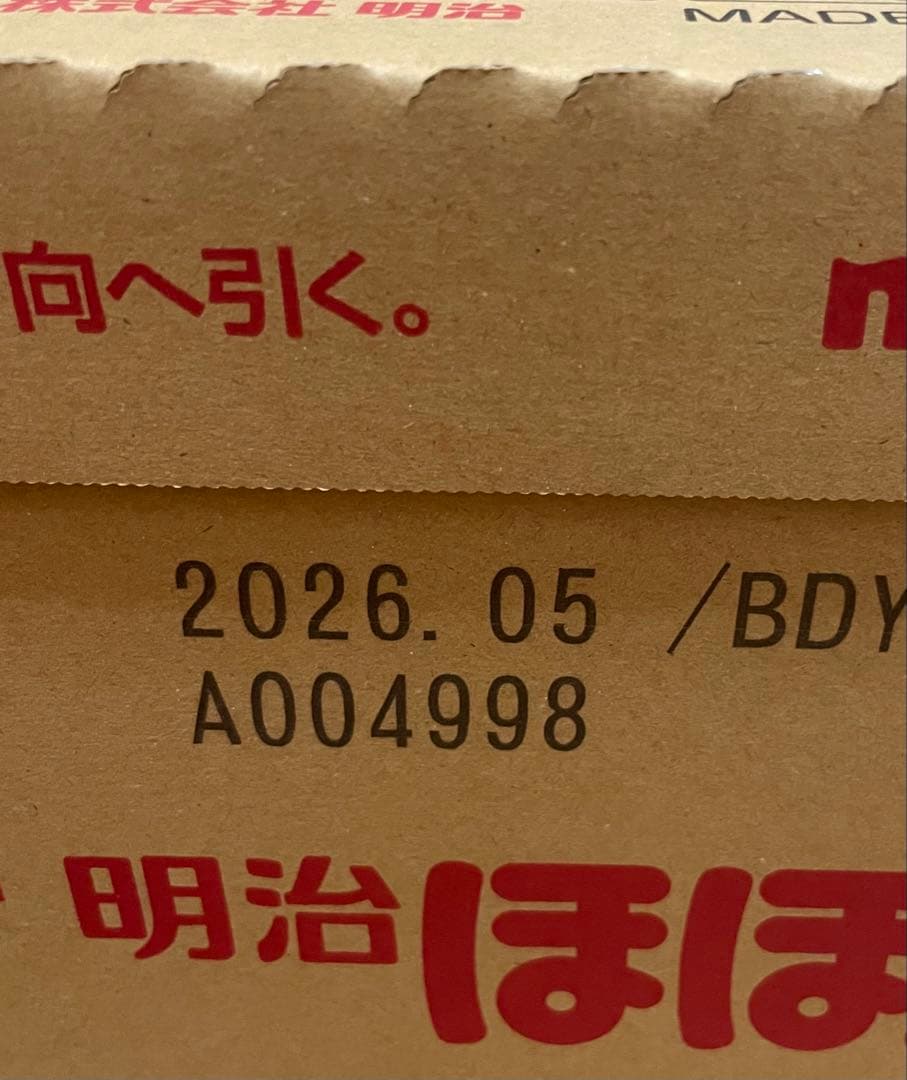 株式会社 明治
MADE
向へ引く。
2026. 05 /BDY
A004998
明治ほほ